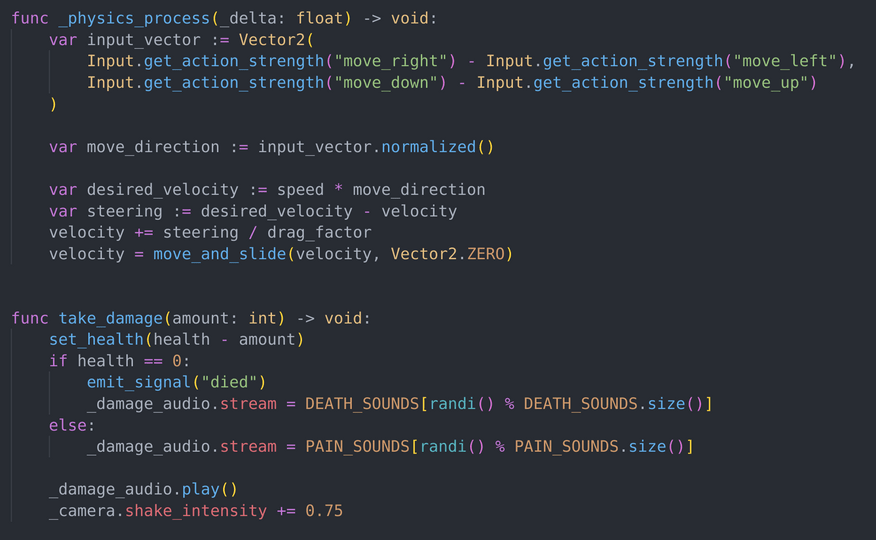 func _physics_process(_delta: float) -> void:
    var input_vector := Vector2(
        Input.get_action_strength("move_right") - Input.get_action_strength("move_left"),
        Input.get_action_strength("move_down") - Input.get_action_strength("move_up")
    )

    var move_direction := input_vector.normalized()

    var desired_velocity := speed * move_direction
    var steering := desired_velocity - velocity
    velocity += steering / drag_factor
    velocity = move_and_slide(velocity, Vector2.ZERO)


func take_damage(amount: int) -> void:
    set_health(health - amount)
    if health == 0:
        emit_signal("died")
        _damage_audio.stream = DEATH_SOUNDS[randi() % DEATH_SOUNDS.size()]
    else:
        _damage_audio.stream = PAIN_SOUNDS[randi() % PAIN_SOUNDS.size()]

    _damage_audio.play()
    _camera.shake_intensity += 0.75